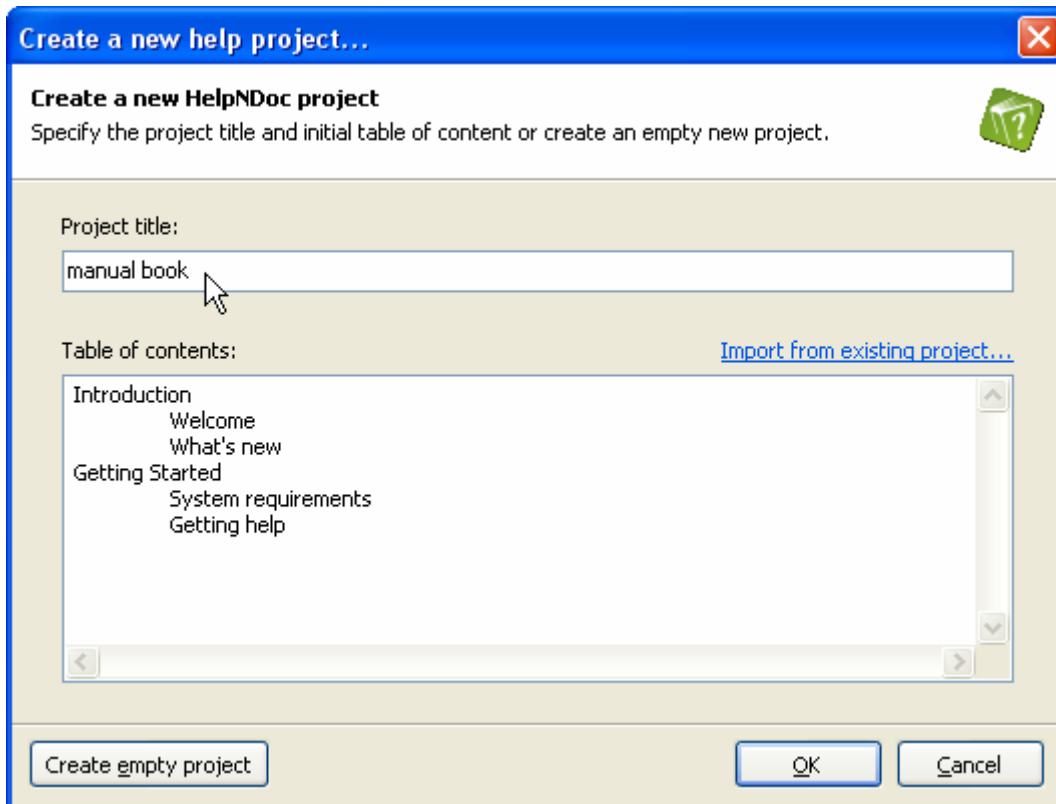 Create a new help project...
Create a new HelpNDoc project
Specify the project title and initial table of content or create an empty new project.
Project title:
manual book
Table of contents:
Import from existing project...
Introduction
Welcome
What's new
Getting Started
System requirements
Getting help
Create empty project
OK
Cancel